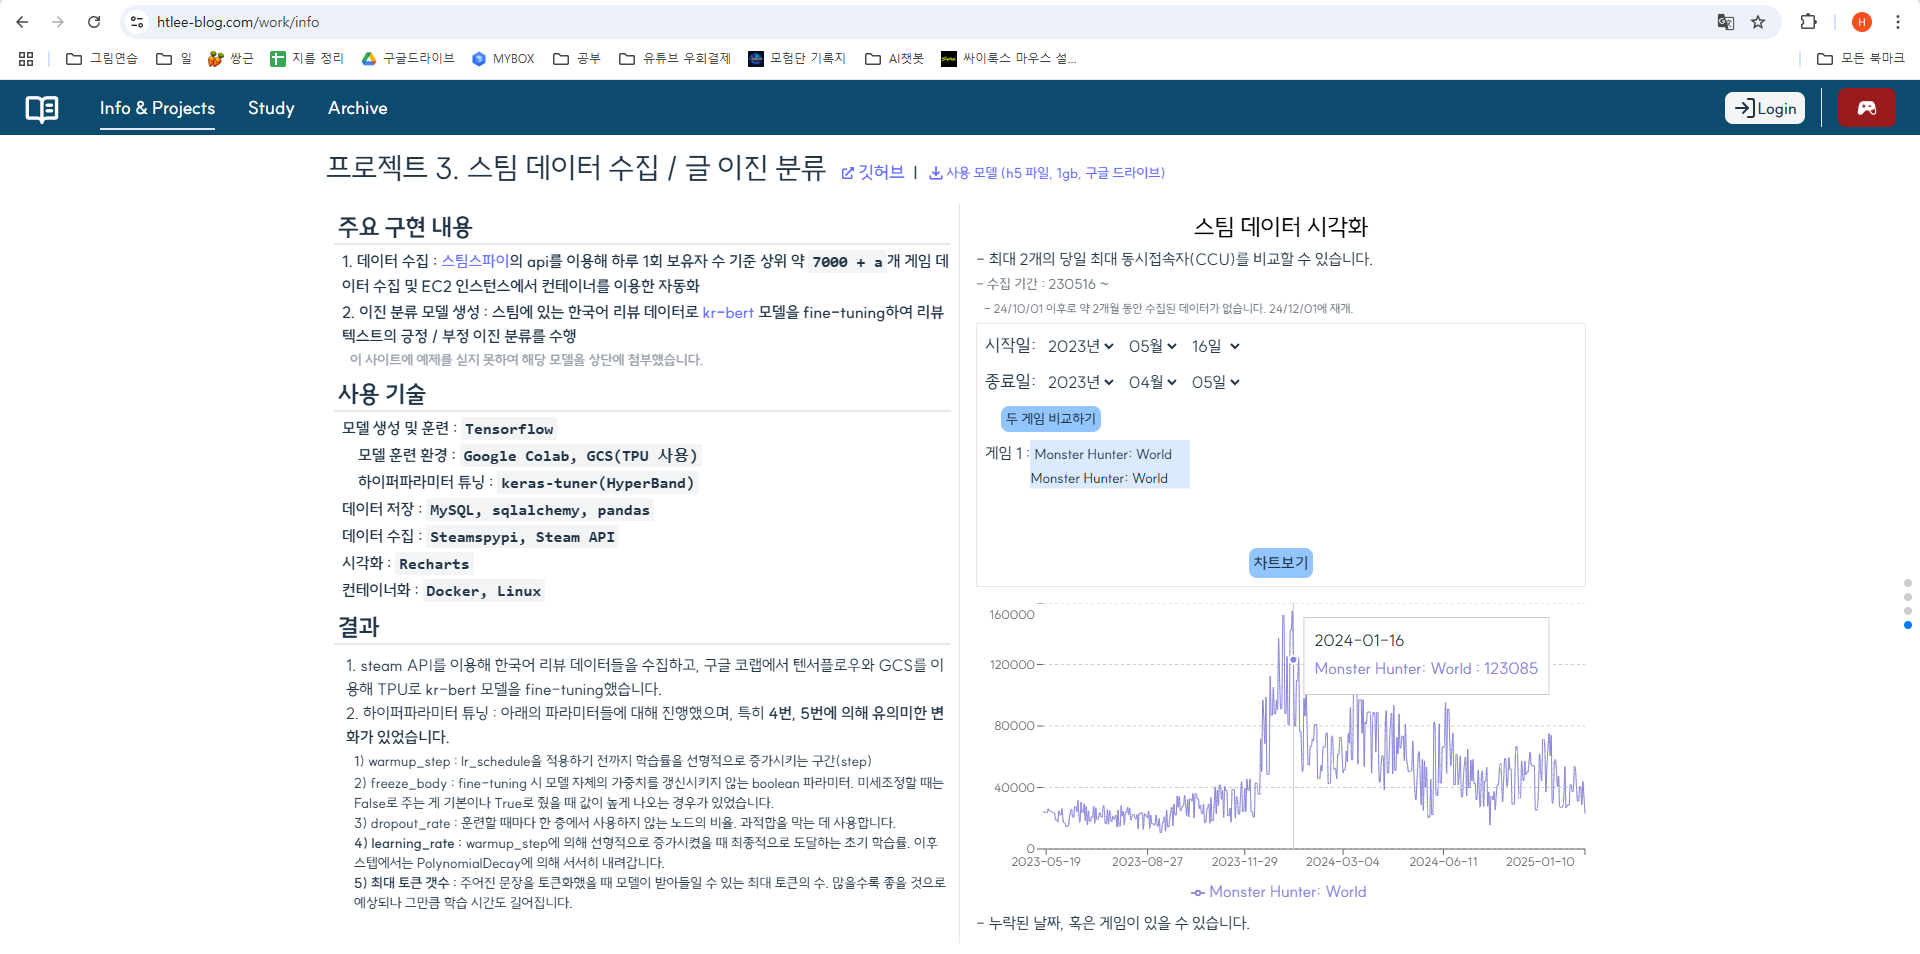 htlee-blog.com/work/info
H
그림연습
일
쌍근
지름 정리
구글드라이브
MYBOX
공부
유튜브 우회결제
모험단 기록지
AI챗봇
싸이록스 마우스 설...
모든 북마크
Info & Projects
Study
Archive
Login
프로젝트 3. 스팀 데이터 수집 / 글 이진 분류
깃허브 | 사용 모델 (h5 파일, 1gb, 구글 드라이브)
주요 구현 내용
1. 데이터 수집 : 스팀스파이의 api를 이용해 하루 1회 보유자 수 기준 상위 약 7000 + a개 게임 데
이터 수집 및 EC2 인스턴스에서 컨테이너를 이용한 자동화
2. 이진 분류 모델 생성 : 스팀에 있는 한국어 리뷰 데이터로 kr-bert 모델을 fine-tuning하여 리뷰
텍스트의 긍정 / 부정 이진 분류를 수행
이 사이트에 예제를 싣지 못하여 해당 모델을 상단에 첨부했습니다.
사용 기술
모델 생성 및 훈련 : Tensorflow
모델 훈련 환경 : Google Colab, GCS(TPU 사용)
하이퍼파라미터 튜닝 : keras-tuner(HyperBand)
데이터 저장 : MySQL, sqlalchemy, pandas
데이터 수집 : Steamspypi, Steam API
시각화 : Recharts
컨테이너화 : Docker, Linux
결과
1. steam API를 이용해 한국어 리뷰 데이터들을 수집하고, 구글 코랩에서 텐서플로우와 GCS를 이
용해 TPU로 kr-bert 모델을 fine-tuning했습니다.
2. 하이퍼파라미터 튜닝 : 아래의 파라미터들에 대해 진행했으며, 특히 4번, 5번에 의해 유의미한 변
화가 있었습니다.
1) warmup_step : lr_schedule을 적용하기 전까지 학습률을 선형적으로 증가시키는 구간(step)
2) freeze_body : fine-tuning 시 모델 자체의 가중치를 갱신시키지 않는 boolean 파라미터. 미세조정할 때는
False로 주는 게 기본이나 True로 줬을 때 값이 높게 나오는 경우가 있었습니다.
3) dropout_rate : 훈련할 때마다 한 층에서 사용하지 않는 노드의 비율. 과적합을 막는 데 사용합니다.
4) learning_rate : warmup_step에 의해 선형적으로 증가시켰을 때 최종적으로 도달하는 초기 학습률. 이후
스텝에서는 PolynomialDecay에 의해 서서히 내려갑니다.
5) 최대 토큰 갯수 : 주어진 문장을 토큰화했을 때 모델이 받아들일 수 있는 최대 토큰의 수. 많을수록 좋을 것으로
예상되나 그만큼 학습 시간도 길어집니다.
스팀 데이터 시각화
- 최대 2개의 당일 최대 동시접속자(CCU)를 비교할 수 있습니다.
- 수집 기간 : 230516 ~
- 24/10/01 이후로 약 2개월 동안 수집된 데이터가 없습니다. 24/12/01에 재개.
시작일: 2023년 05월 16일
종료일: 2023년 04월 05일
두 게임 비교하기
게임 1 : Monster Hunter: World
Monster Hunter: World
차트보기
160000
120000
80000
40000
0
2024-01-16
Monster Hunter: World : 123085
2023-05-19 2023-08-27 2023-11-29 2024-03-04 2024-06-11 2025-01-10
Monster Hunter: World
- 누락된 날짜, 혹은 게임이 있을 수 있습니다.